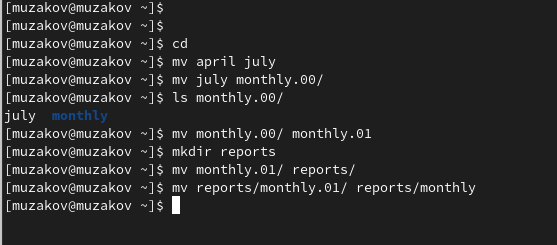 [muzakov@muzakov ~]$
[muzakov@muzakov ~]$
[muzakov@muzakov ~]$ cd
[muzakov@muzakov ~]$ mv april july
[muzakov@muzakov ~]$ mv july monthly.00/
[muzakov@muzakov ~]$ ls monthly.00/
july  monthly
[muzakov@muzakov ~]$ mv monthly.00/ monthly.01
[muzakov@muzakov ~]$ mkdir reports
[muzakov@muzakov ~]$ mv monthly.01/ reports/
[muzakov@muzakov ~]$ mv reports/monthly.01/ reports/monthly
[muzakov@muzakov ~]$